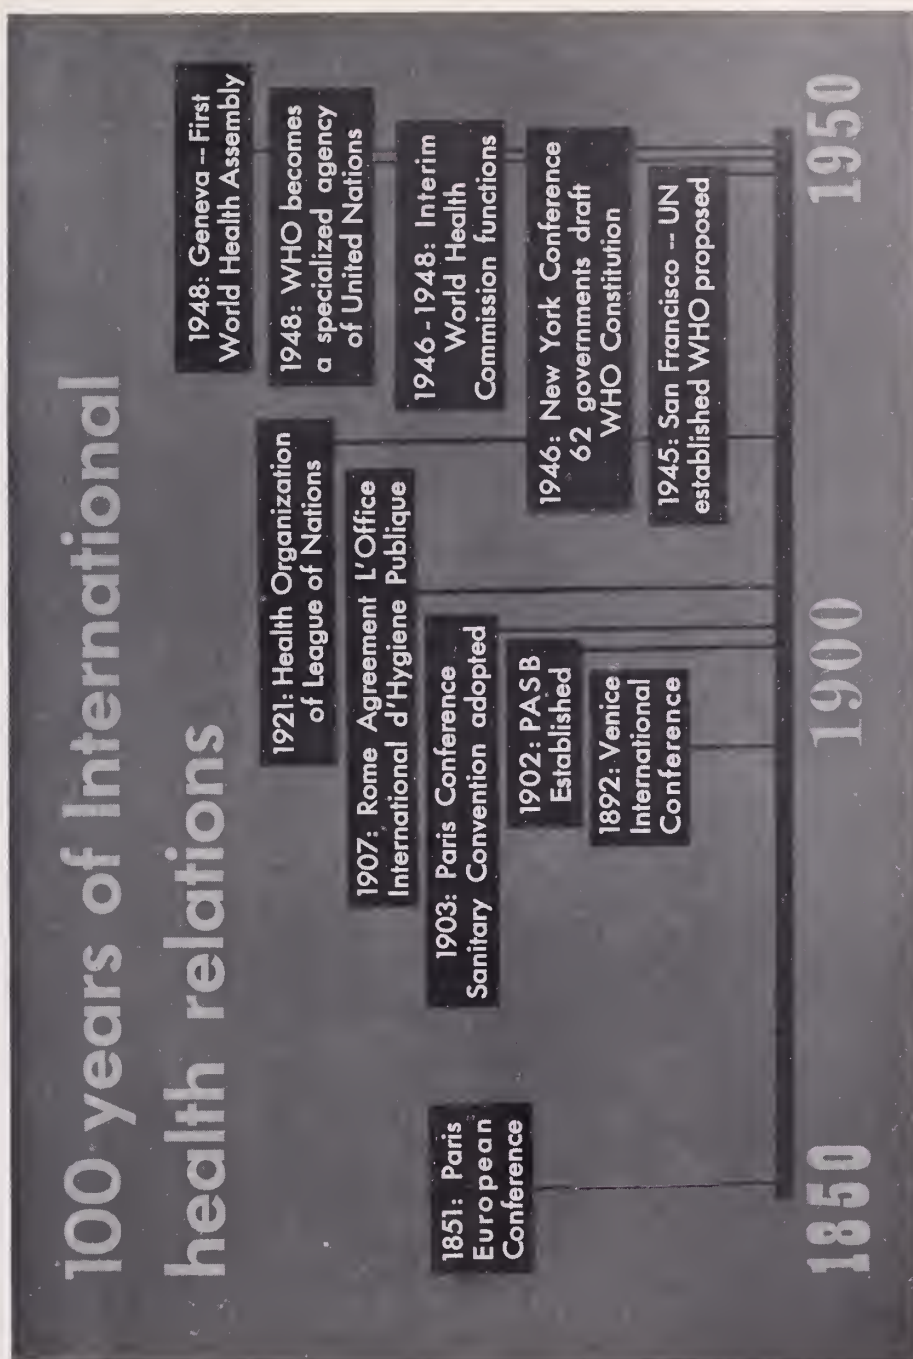 100 years of International
health relations
1948: Geneva -- First
World Health Assembly
1948: WHO becomes
a specialized agency
of United Nations
1946-1948: Interim
World Health
Commission functions
1946: New York Conference
62 governments draft
WHO Constitution
1945: San Francisco -- UN
established WHO proposed
1921: Health Organization
of League of Nations
1907: Rome Agreement L'Office
International d'Hygiene Publique
1903: Paris Conference
Sanitary Convention adopted
1902: PASB
Established
1892: Venice
International
Conference
1851: Paris
European
Conference
1850
1900
1950